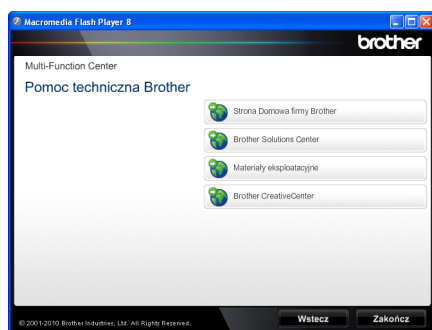 Macromedia Flash Player 8
brother
Multi-Function Center
Pomoc techniczna Brother
Strona Domowa firmy Brother
Brother Solutions Center
Materiały eksploatacyjne
Brother CreativeCenter
© 2001-2010 Brother Industries, Ltd. All Rights Reserved.
Wstecz
Zakończ